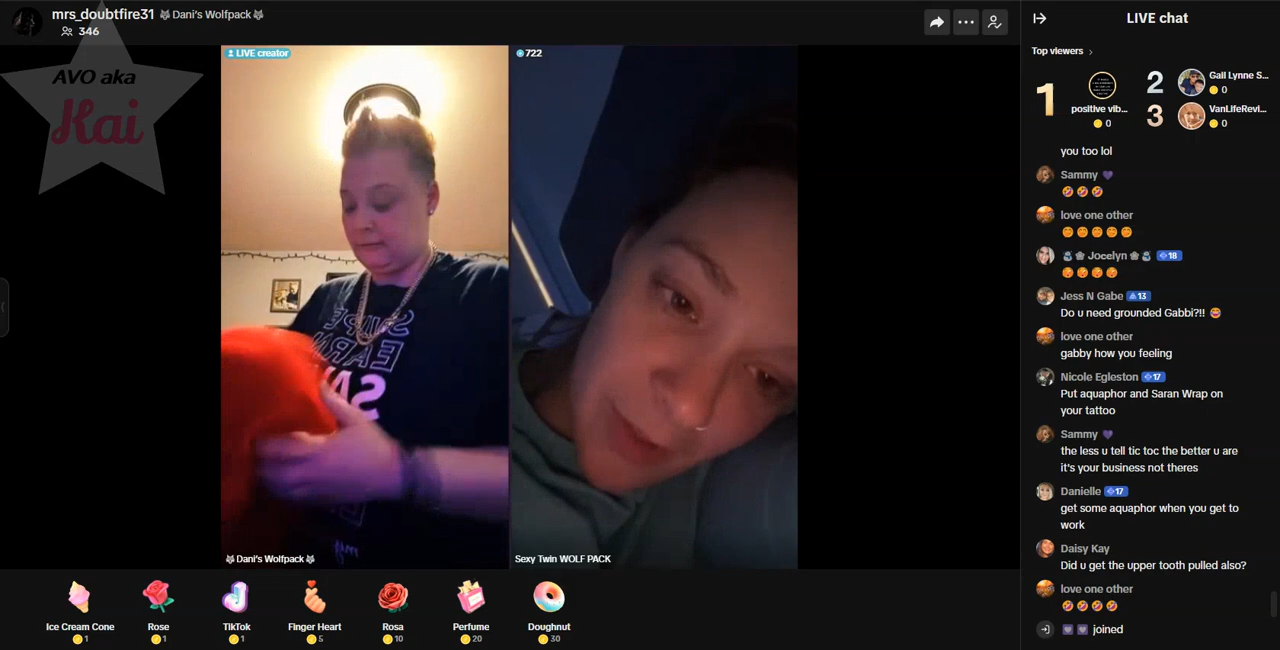 mrs_doubtfire31 🐺Dani's Wolfpack🐺
346
AVO aka
Kai
LIVE creator
722
🐺Dani's Wolfpack🐺
Sexy Twin WOLF PACK
Ice Cream Cone
1
Rose
1
TikTok
1
Finger Heart
5
Rosa
10
Perfume
20
Doughnut
30
LIVE chat
Top viewers
1
positive vib...
0
2
Gail Lynne S...
0
3
VanLifeRevi...
0
you too lol
Sammy 💜
🤣🤣🤣
love one other
Jocelyn 18
Jess N Gabe 13
Do u need grounded Gabbi?!!
love one other
gabby how you feeling
Nicole Egleston 17
Put aquaphor and Saran Wrap on
your tattoo
Sammy 💜
the less u tell tic toc the better u are
it's your business not theres
Danielle 17
get some aquaphor when you get to
work
Daisy Kay
Did u get the upper tooth pulled also?
love one other
🤣🤣🤣🤣
joined